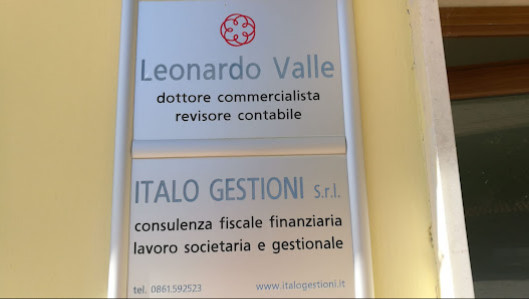 Leonardo Valle
dottore commercialista
revisore contabile
ITALO GESTIONI s.r.l.
consulenza fiscale finanziaria
lavoro societaria e gestionale
tel. 0861.592523 www.italogestioni.it